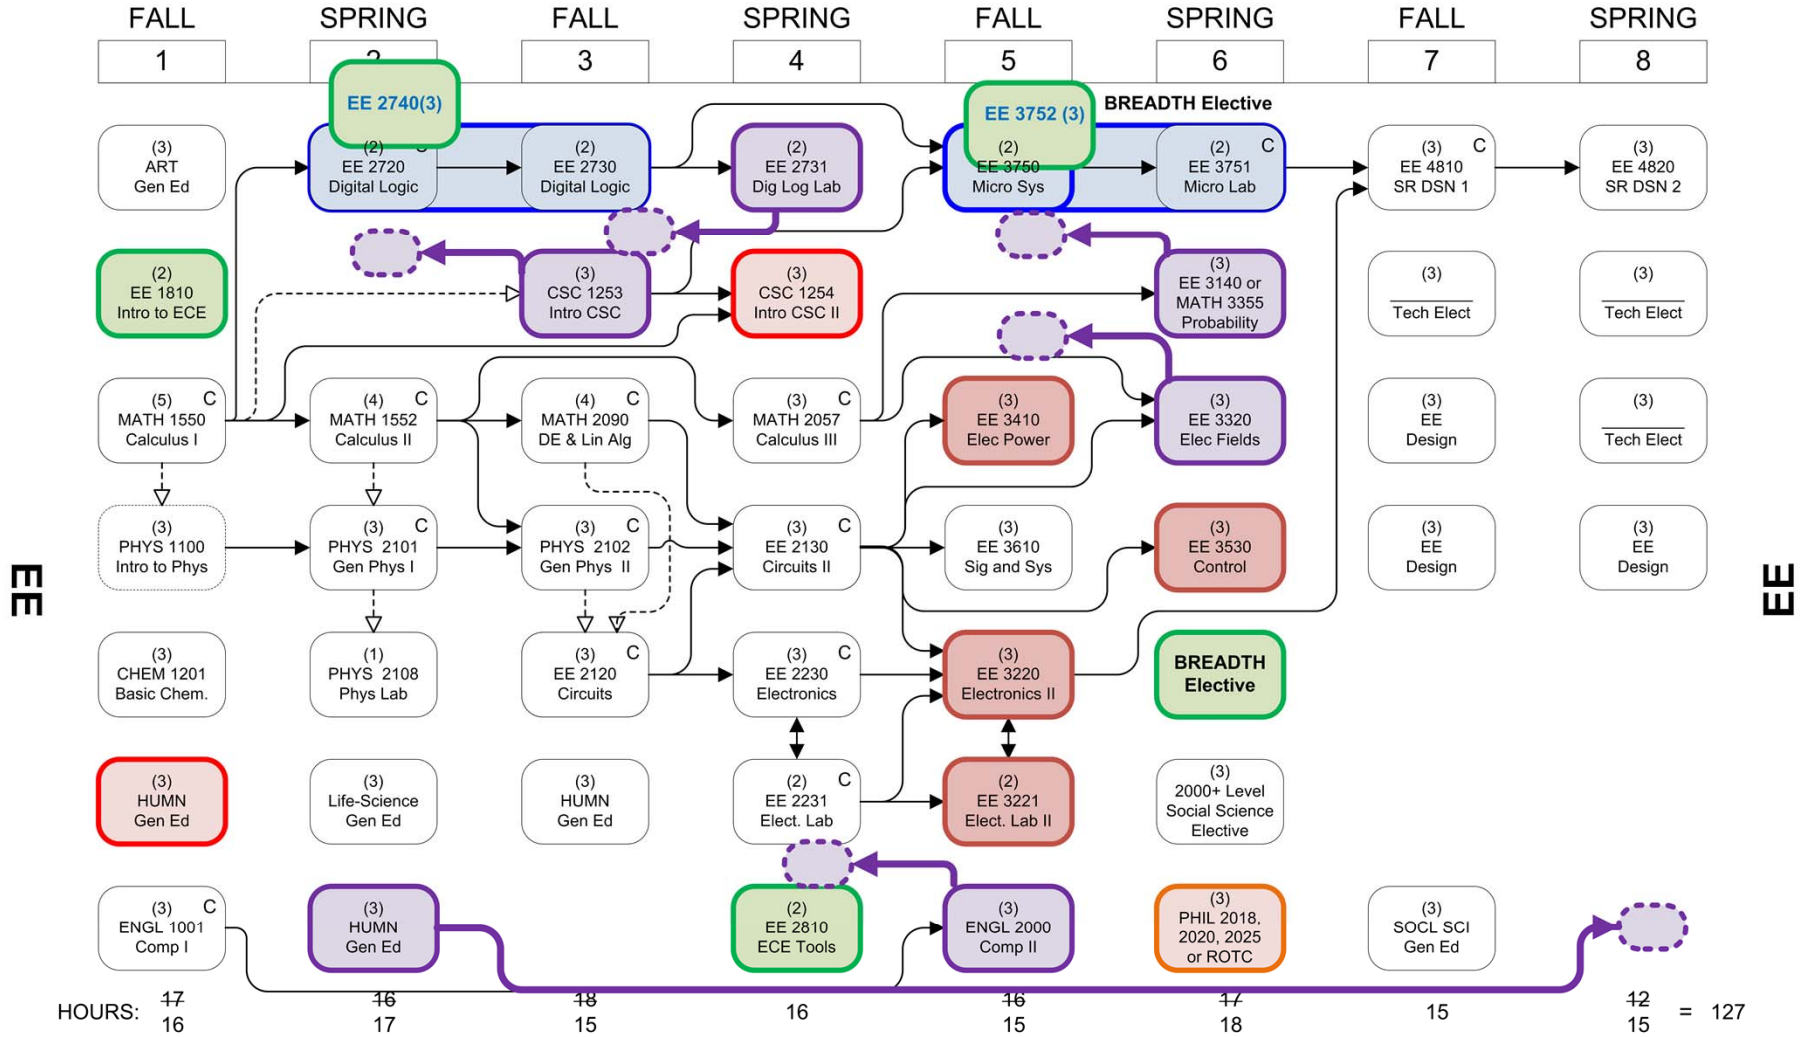 FALL SPRING FALL SPRING FALL SPRING FALL SPRING
1 2 3 4 5 6 7 8
EE 2740(3)
EE 3752 (3)
BREADTH Elective
(3)
ART
Gen Ed
(2) C
EE 2720
Digital Logic
(2)
EE 2730
Digital Logic
(2)
EE 2731
Dig Log Lab
(2)
EE 3750
Micro Sys
(2) C
EE 3751
Micro Lab
(3) C
EE 4810
SR DSN 1
(3)
EE 4820
SR DSN 2
(2)
EE 1810
Intro to ECE
(3)
CSC 1253
Intro CSC
(3)
CSC 1254
Intro CSC II
(3)
EE 3140 or
MATH 3355
Probability
(3)
Tech Elect
(3)
Tech Elect
(5) C
MATH 1550
Calculus I
(4) C
MATH 1552
Calculus II
(4) C
MATH 2090
DE & Lin Alg
(3) C
MATH 2057
Calculus III
(3)
EE 3410
Elec Power
(3)
EE 3320
Elec Fields
(3)
EE
Design
(3)
Tech Elect
(3)
PHYS 1100
Intro to Phys
(3) C
PHYS 2101
Gen Phys I
(3) C
PHYS 2102
Gen Phys II
(3) C
EE 2130
Circuits II
(3)
EE 3610
Sig and Sys
(3)
EE 3530
Control
(3)
EE
Design
(3)
EE
Design
EE
EE
(3)
CHEM 1201
Basic Chem.
(1)
PHYS 2108
Phys Lab
(3) C
EE 2120
Circuits
(3) C
EE 2230
Electronics
(3)
EE 3220
Electronics II
BREADTH
Elective
(3)
HUMN
Gen Ed
(3)
Life-Science
Gen Ed
(3)
HUMN
Gen Ed
(2) C
EE 2231
Elect. Lab
(2)
EE 3221
Elect. Lab II
(3)
2000+ Level
Social Science
Elective
(3) C
ENGL 1001
Comp I
(3)
HUMN
Gen Ed
(2)
EE 2810
ECE Tools
(3)
ENGL 2000
Comp II
(3)
PHIL 2018,
2020, 2025
or ROTC
(3)
SOCL SCI
Gen Ed
17 16 18 16 17 12
HOURS: 16 15 = 127
16 17 15 15 18 15